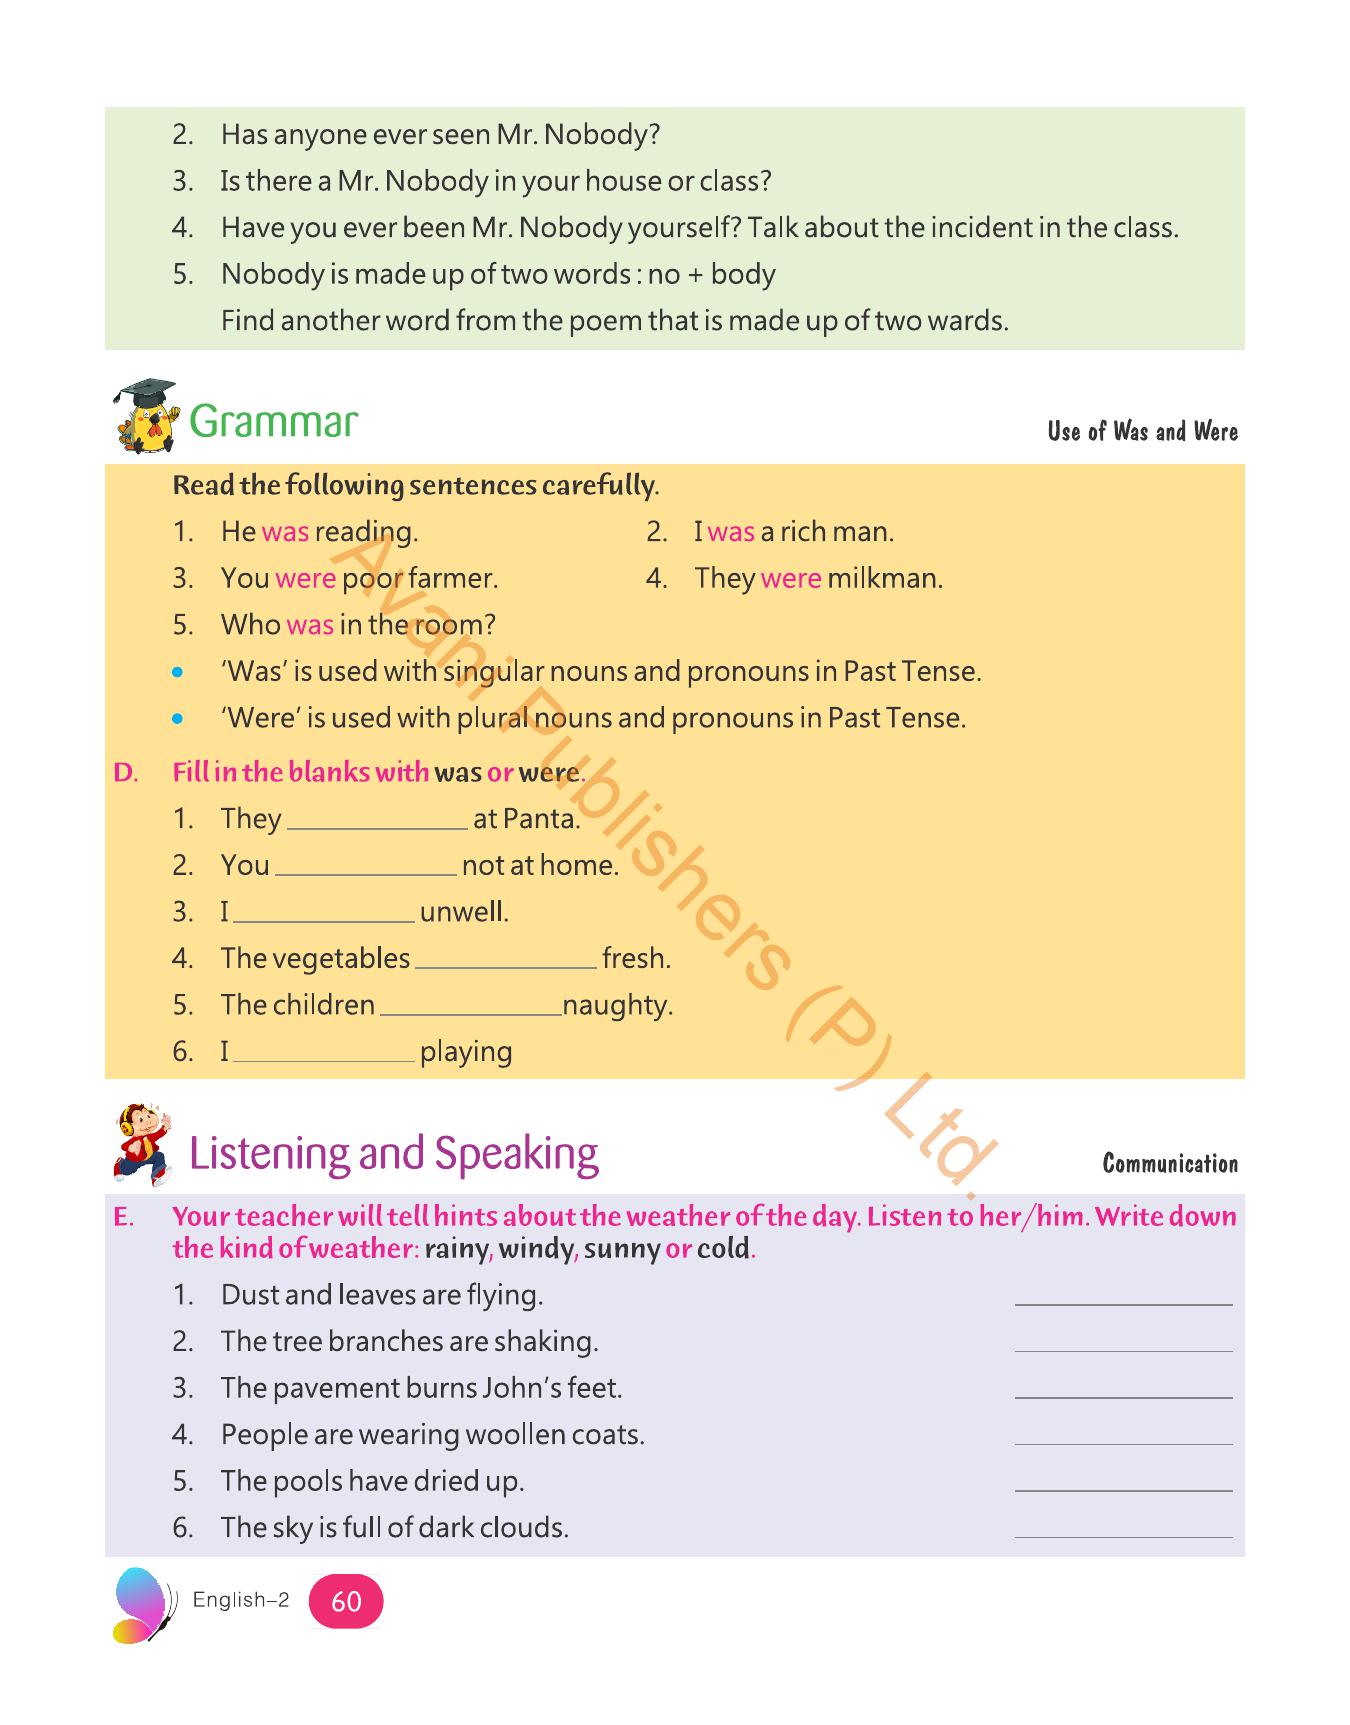 2. Has anyone ever seen Mr. Nobody?
3. Is there a Mr. Nobody in your house or class?
4. Have you ever been Mr. Nobody yourself? Talk about the incident in the class.
5. Nobody is made up of two words : no + body
Find another word from the poem that is made up of two wards.
Grammar
Use of Was and Were
Read the following sentences carefully.
1. He was reading. 2. I was a rich man.
3. You were poor farmer. 4. They were milkman.
5. Who was in the room?
• ‘Was’ is used with singular nouns and pronouns in Past Tense.
• ‘Were’ is used with plural nouns and pronouns in Past Tense.
D. Fill in the blanks with was or were.
1. They ____________ at Panta.
2. You ____________ not at home.
3. I ____________ unwell.
4. The vegetables ____________ fresh.
5. The children ____________naughty.
6. I ____________ playing
Avani Publishers (P) Ltd.
Listening and Speaking
Communication
E. Your teacher will tell hints about the weather of the day. Listen to her/him. Write down
the kind of weather: rainy, windy, sunny or cold.
1. Dust and leaves are flying. ____________
2. The tree branches are shaking. ____________
3. The pavement burns John’s feet. ____________
4. People are wearing woollen coats. ____________
5. The pools have dried up. ____________
6. The sky is full of dark clouds. ____________
English–2 60